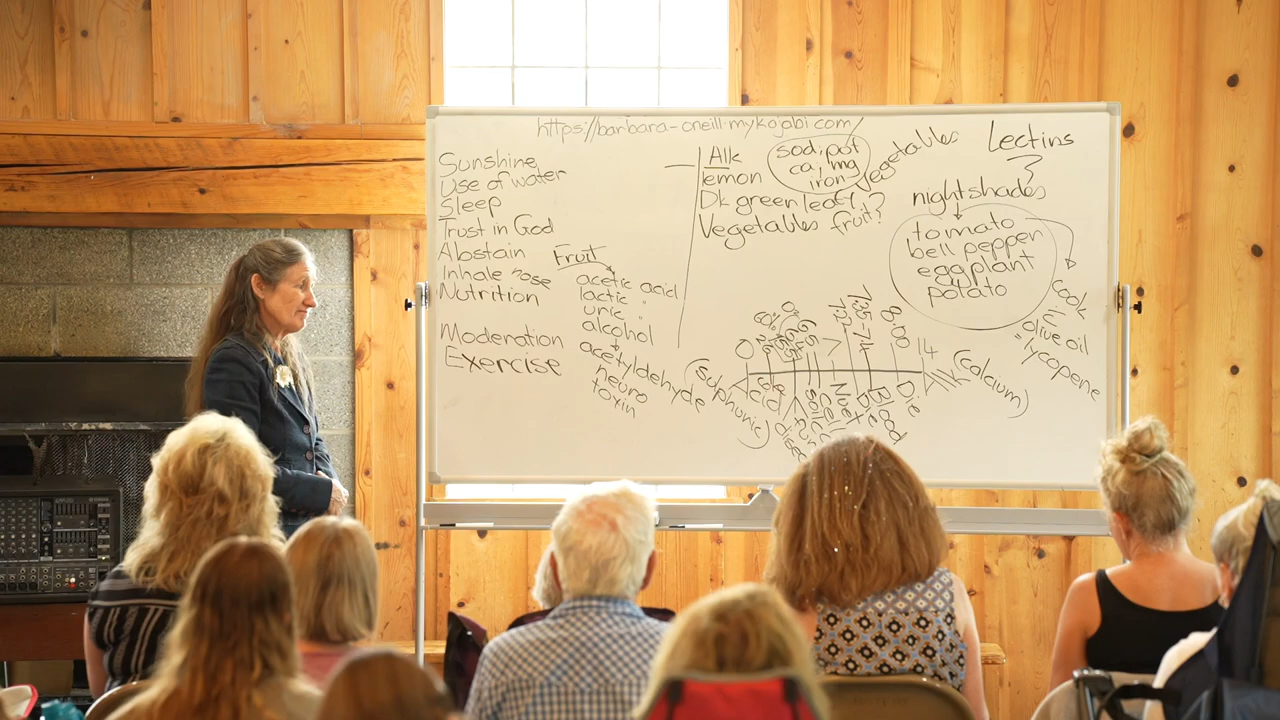 https://barbara-oneill.mykajabi.com/
Sunshine
Use of water
Sleep
Trust in God
Abstain
Inhale nose
Nutrition
Moderation
Exercise
Fruit
acetic acid
lactic "
uric "
alcohol
acetyldehyde
neuro
toxin
Alk
lemon
Dk green leafy
Vegetables fruit?
sod; pot
ca; mg
iron
vegetables
Lectins
nightshades
tomato
bell pepper
eggplant
potato
Cook
olive oil
lycopene
0
7
8.00
14
(Sulphuric)
Acid
Blood
Die
Alk
(Calcium)